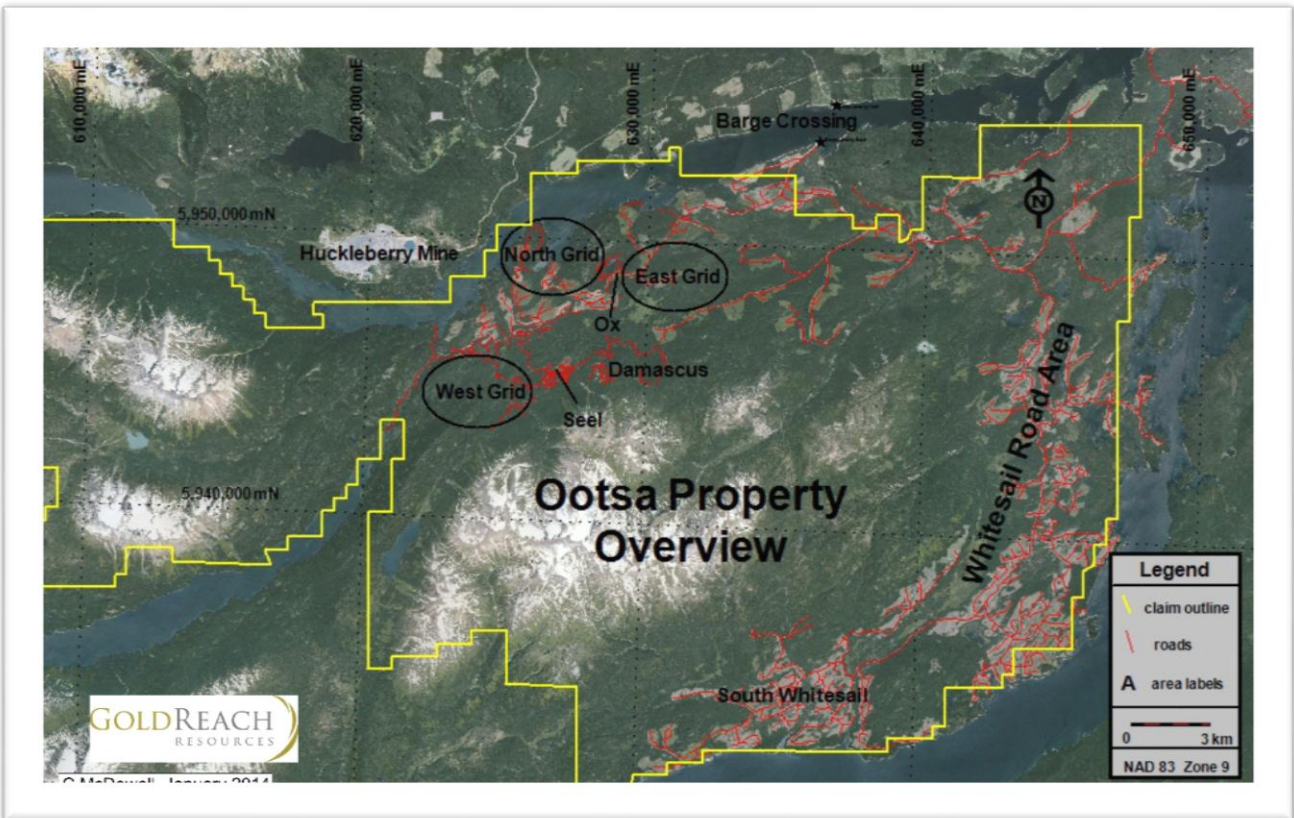 610,000 mE
620,000 mE
630,000 mE
640,000 mE
650,000 mE
Barge Crossing
N
5,950,000 mN
Huckleberry Mine
North Grid
East Grid
Ox
Damascus
West Grid
Seel
Whitesail Road Area
5,940,000 mN
Ootsa Property
Overview
South Whitesail
Legend
claim outline
roads
A area labels
0 3 km
NAD 83 Zone 9
GOLDREACH
RESOURCES
C McDowell, January 2014